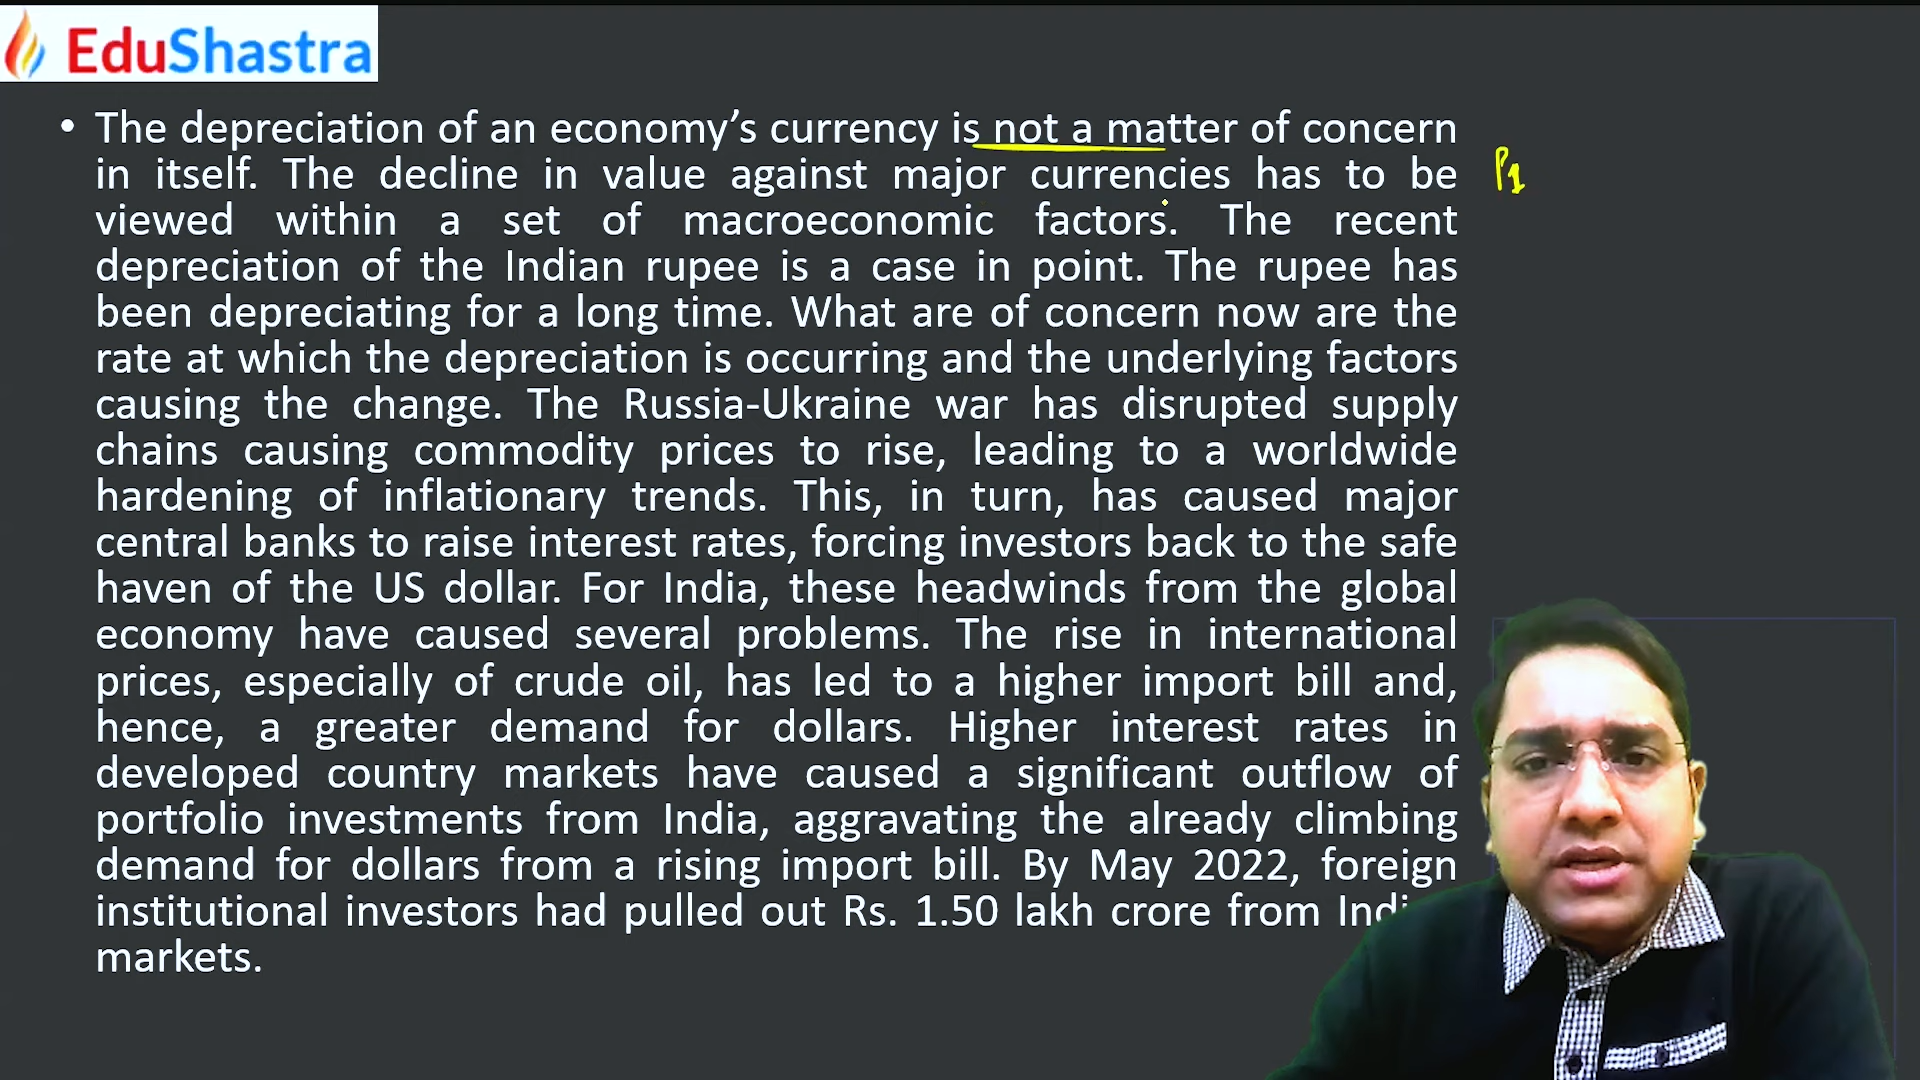 EduShastra
• The depreciation of an economy’s currency is not a matter of concern
in itself. The decline in value against major currencies has to be
P1
viewed within a set of macroeconomic factors. The recent
depreciation of the Indian rupee is a case in point. The rupee has
been depreciating for a long time. What are of concern now are the
rate at which the depreciation is occurring and the underlying factors
causing the change. The Russia-Ukraine war has disrupted supply
chains causing commodity prices to rise, leading to a worldwide
hardening of inflationary trends. This, in turn, has caused major
central banks to raise interest rates, forcing investors back to the safe
haven of the US dollar. For India, these headwinds from the global
economy have caused several problems. The rise in international
prices, especially of crude oil, has led to a higher import bill and,
hence, a greater demand for dollars. Higher interest rates in
developed country markets have caused a significant outflow of
portfolio investments from India, aggravating the already climbing
demand for dollars from a rising import bill. By May 2022, foreign
institutional investors had pulled out Rs. 1.50 lakh crore from
markets.